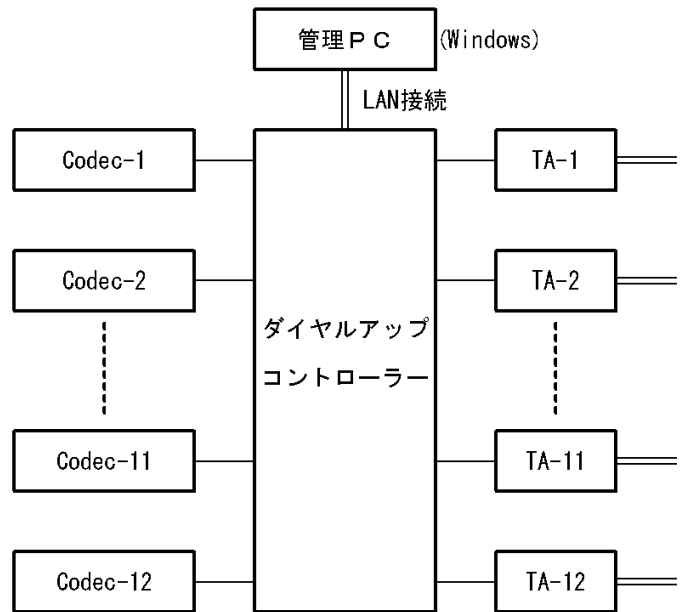 管理ＰＣ (Windows)
LAN接続
Codec-1
TA-1
Codec-2
TA-2
ダイヤルアップ
コントローラー
Codec-11
TA-11
Codec-12
TA-12